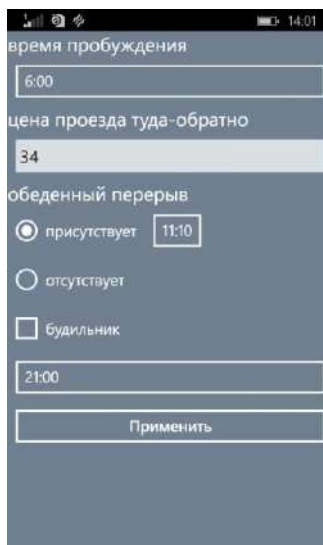 14:01
время пробуждения
6:00
цена проезда туда-обратно
34
обеденный перерыв
присутствует 11:10
отсутствует
будильник
21:00
Применить